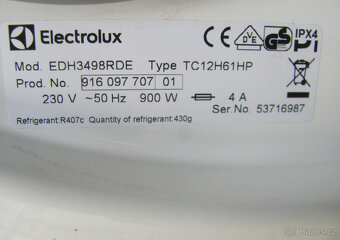 Electrolux
IPX4
Mod. EDH3498RDE Type TC12H61HP
Prod. No. 916 097 707 01
230 V ~50 Hz 900 W 4 A
Ser.No. 53716987
Refrigerant:R407c Quantity of refrigerant:430g